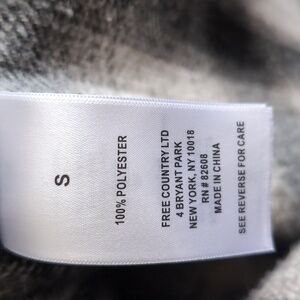 S
100% POLYESTER
FREE COUNTRY LTD
4 BRYANT PARK
NEW YORK, NY 10018
RN # 82608
MADE IN CHINA
SEE REVERSE FOR CARE